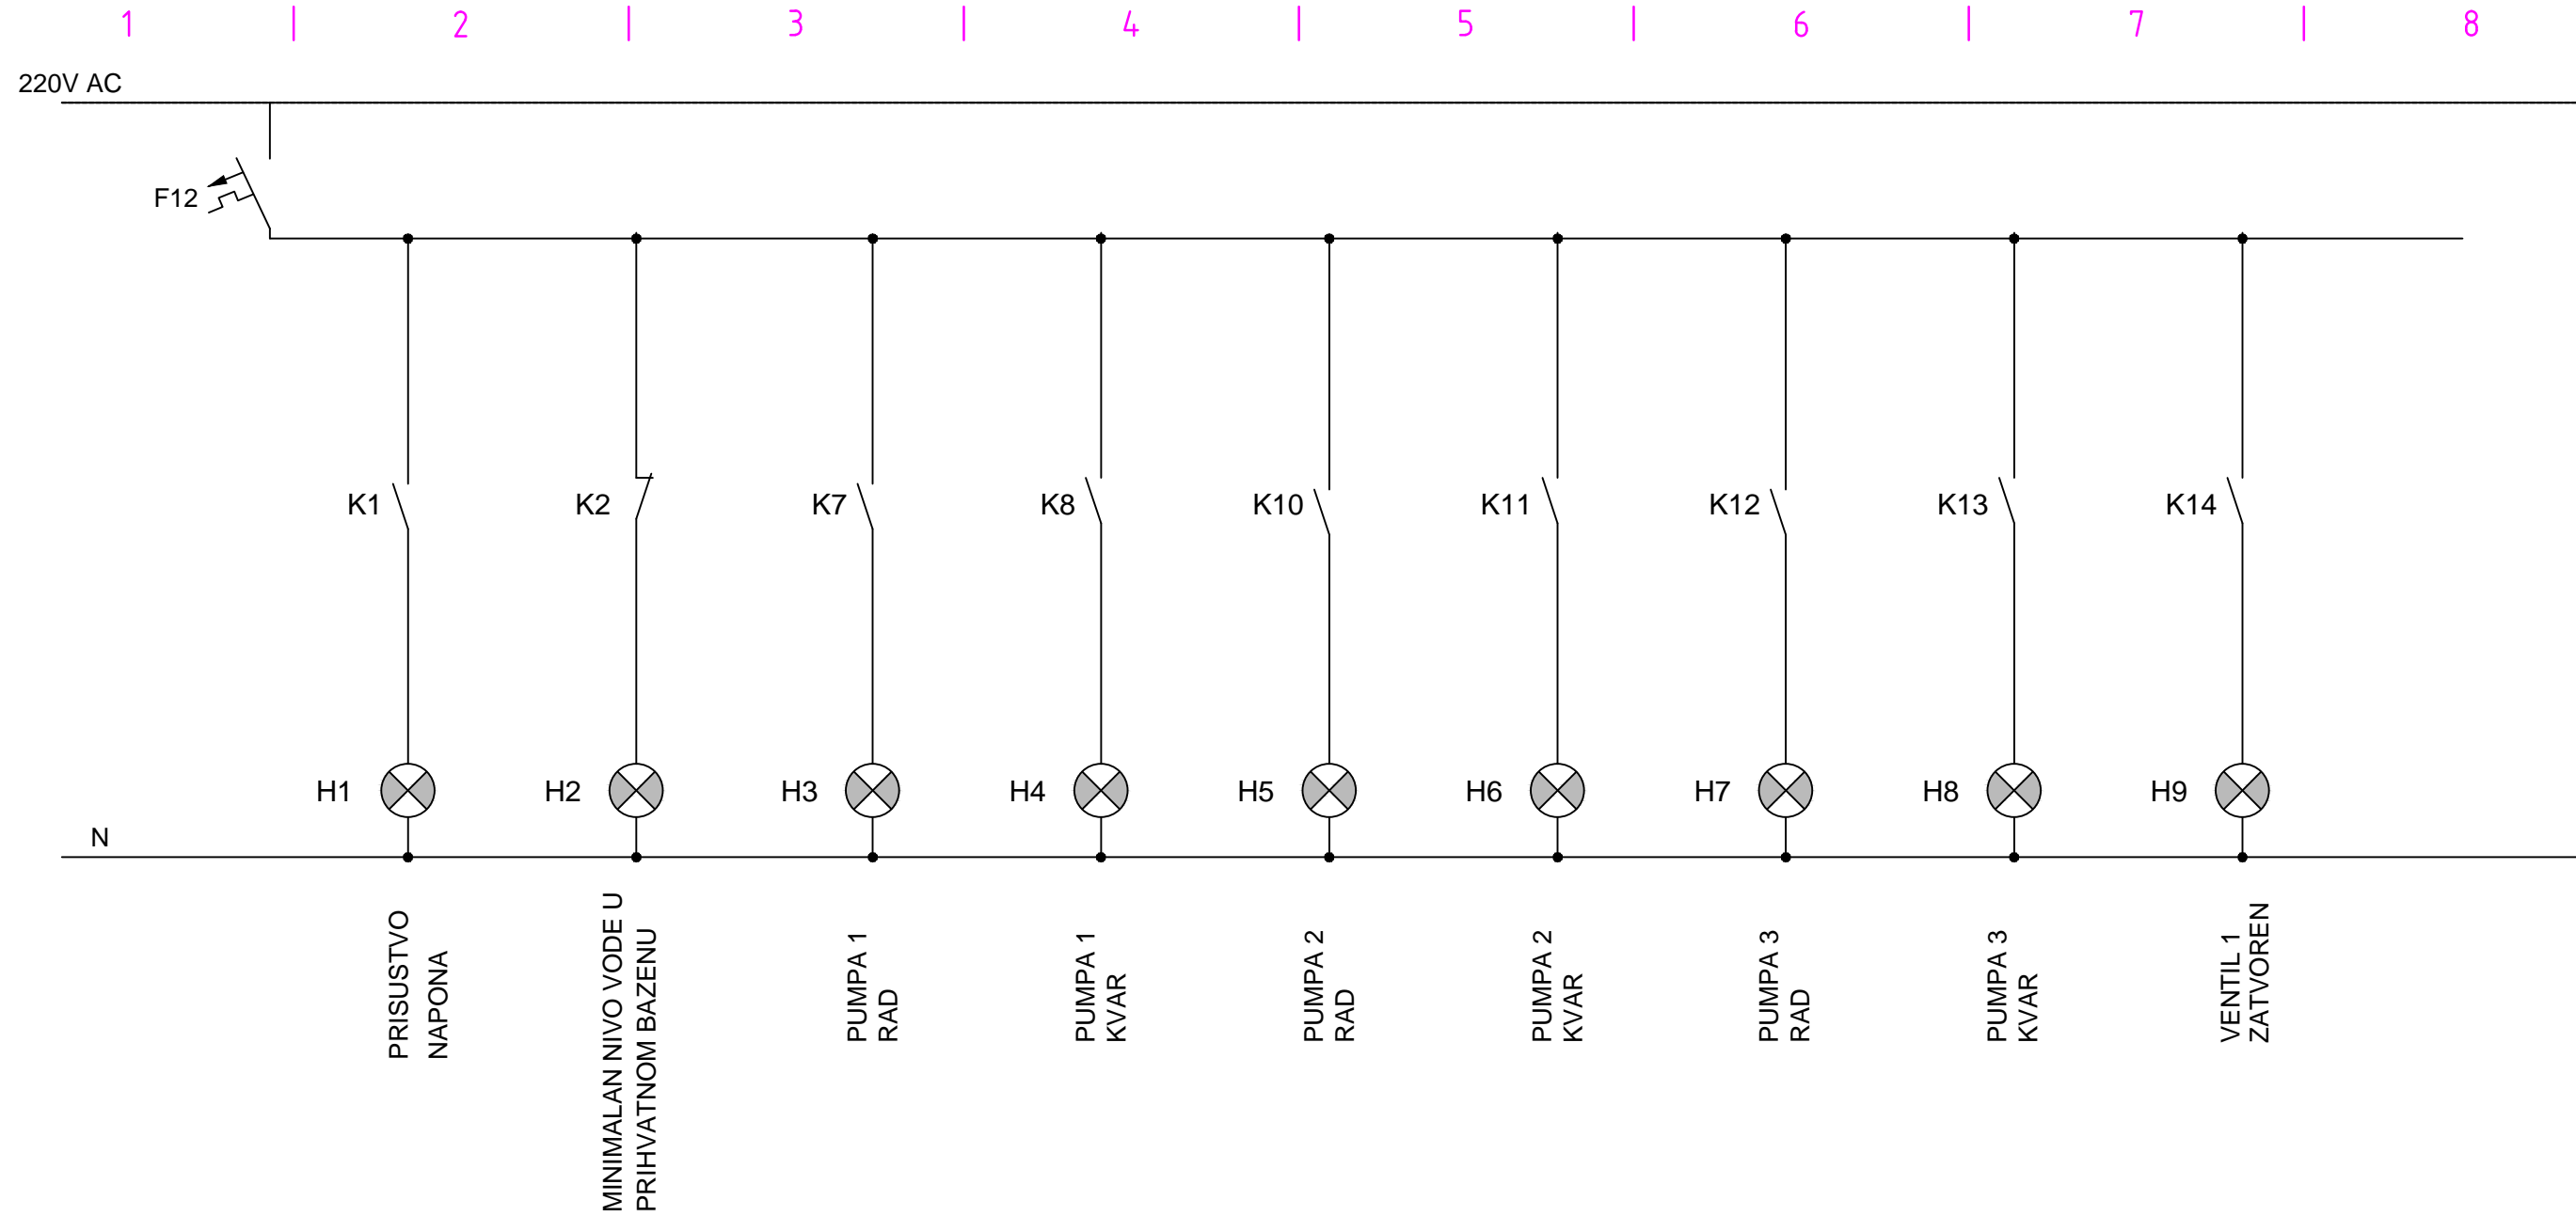 1 | 2 | 3 | 4 | 5 | 6 | 7 | 8
220V AC
F12
K1 K2 K7 K8 K10 K11 K12 K13 K14
H1 H2 H3 H4 H5 H6 H7 H8 H9
N
PRISUSTVO
NAPONA
MINIMALAN NIVO VODE U
PRIHVATNOM BAZENU
PUMPA 1
RAD
PUMPA 1
KVAR
PUMPA 2
RAD
PUMPA 2
KVAR
PUMPA 3
RAD
PUMPA 3
KVAR
VENTIL 1
ZATVOREN